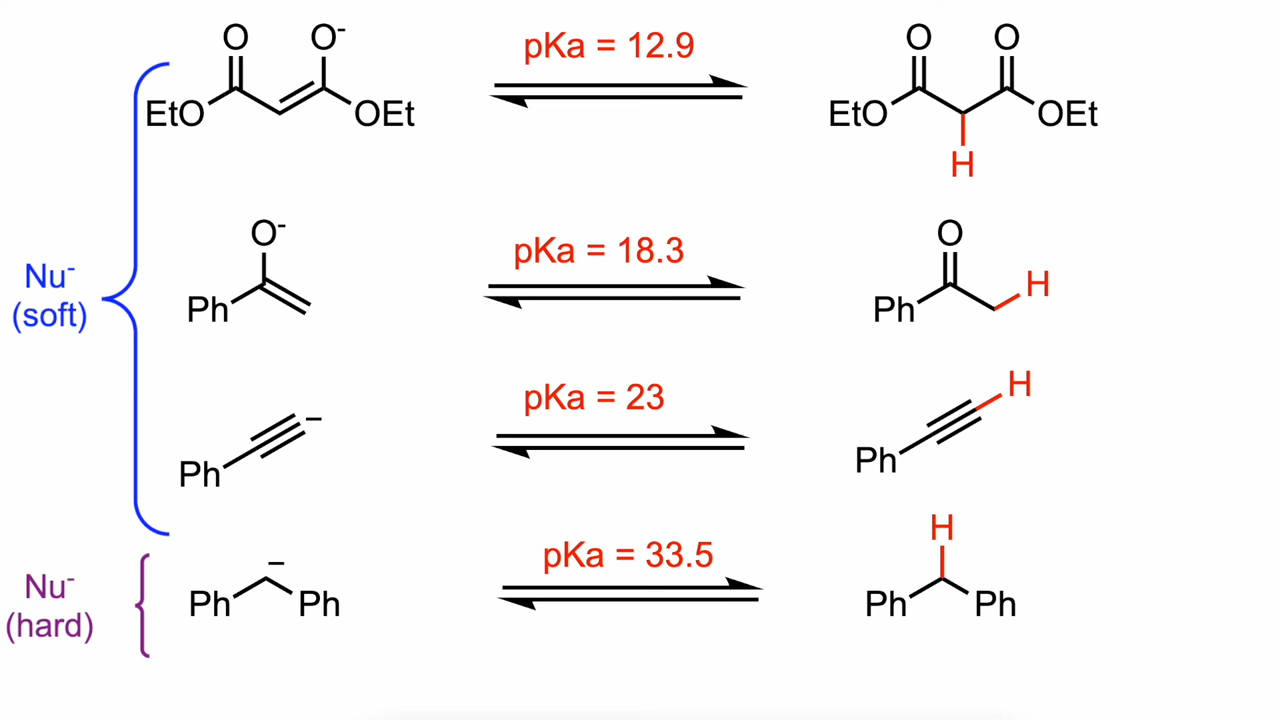 O O⁻ pKa = 12.9 O O
EtO OEt EtO OEt
H
O⁻ pKa = 18.3 O
Nu⁻
(soft)
Ph Ph H
pKa = 23 H
Ph – Ph
pKa = 33.5 H
Nu⁻
(hard)
Ph – Ph Ph Ph